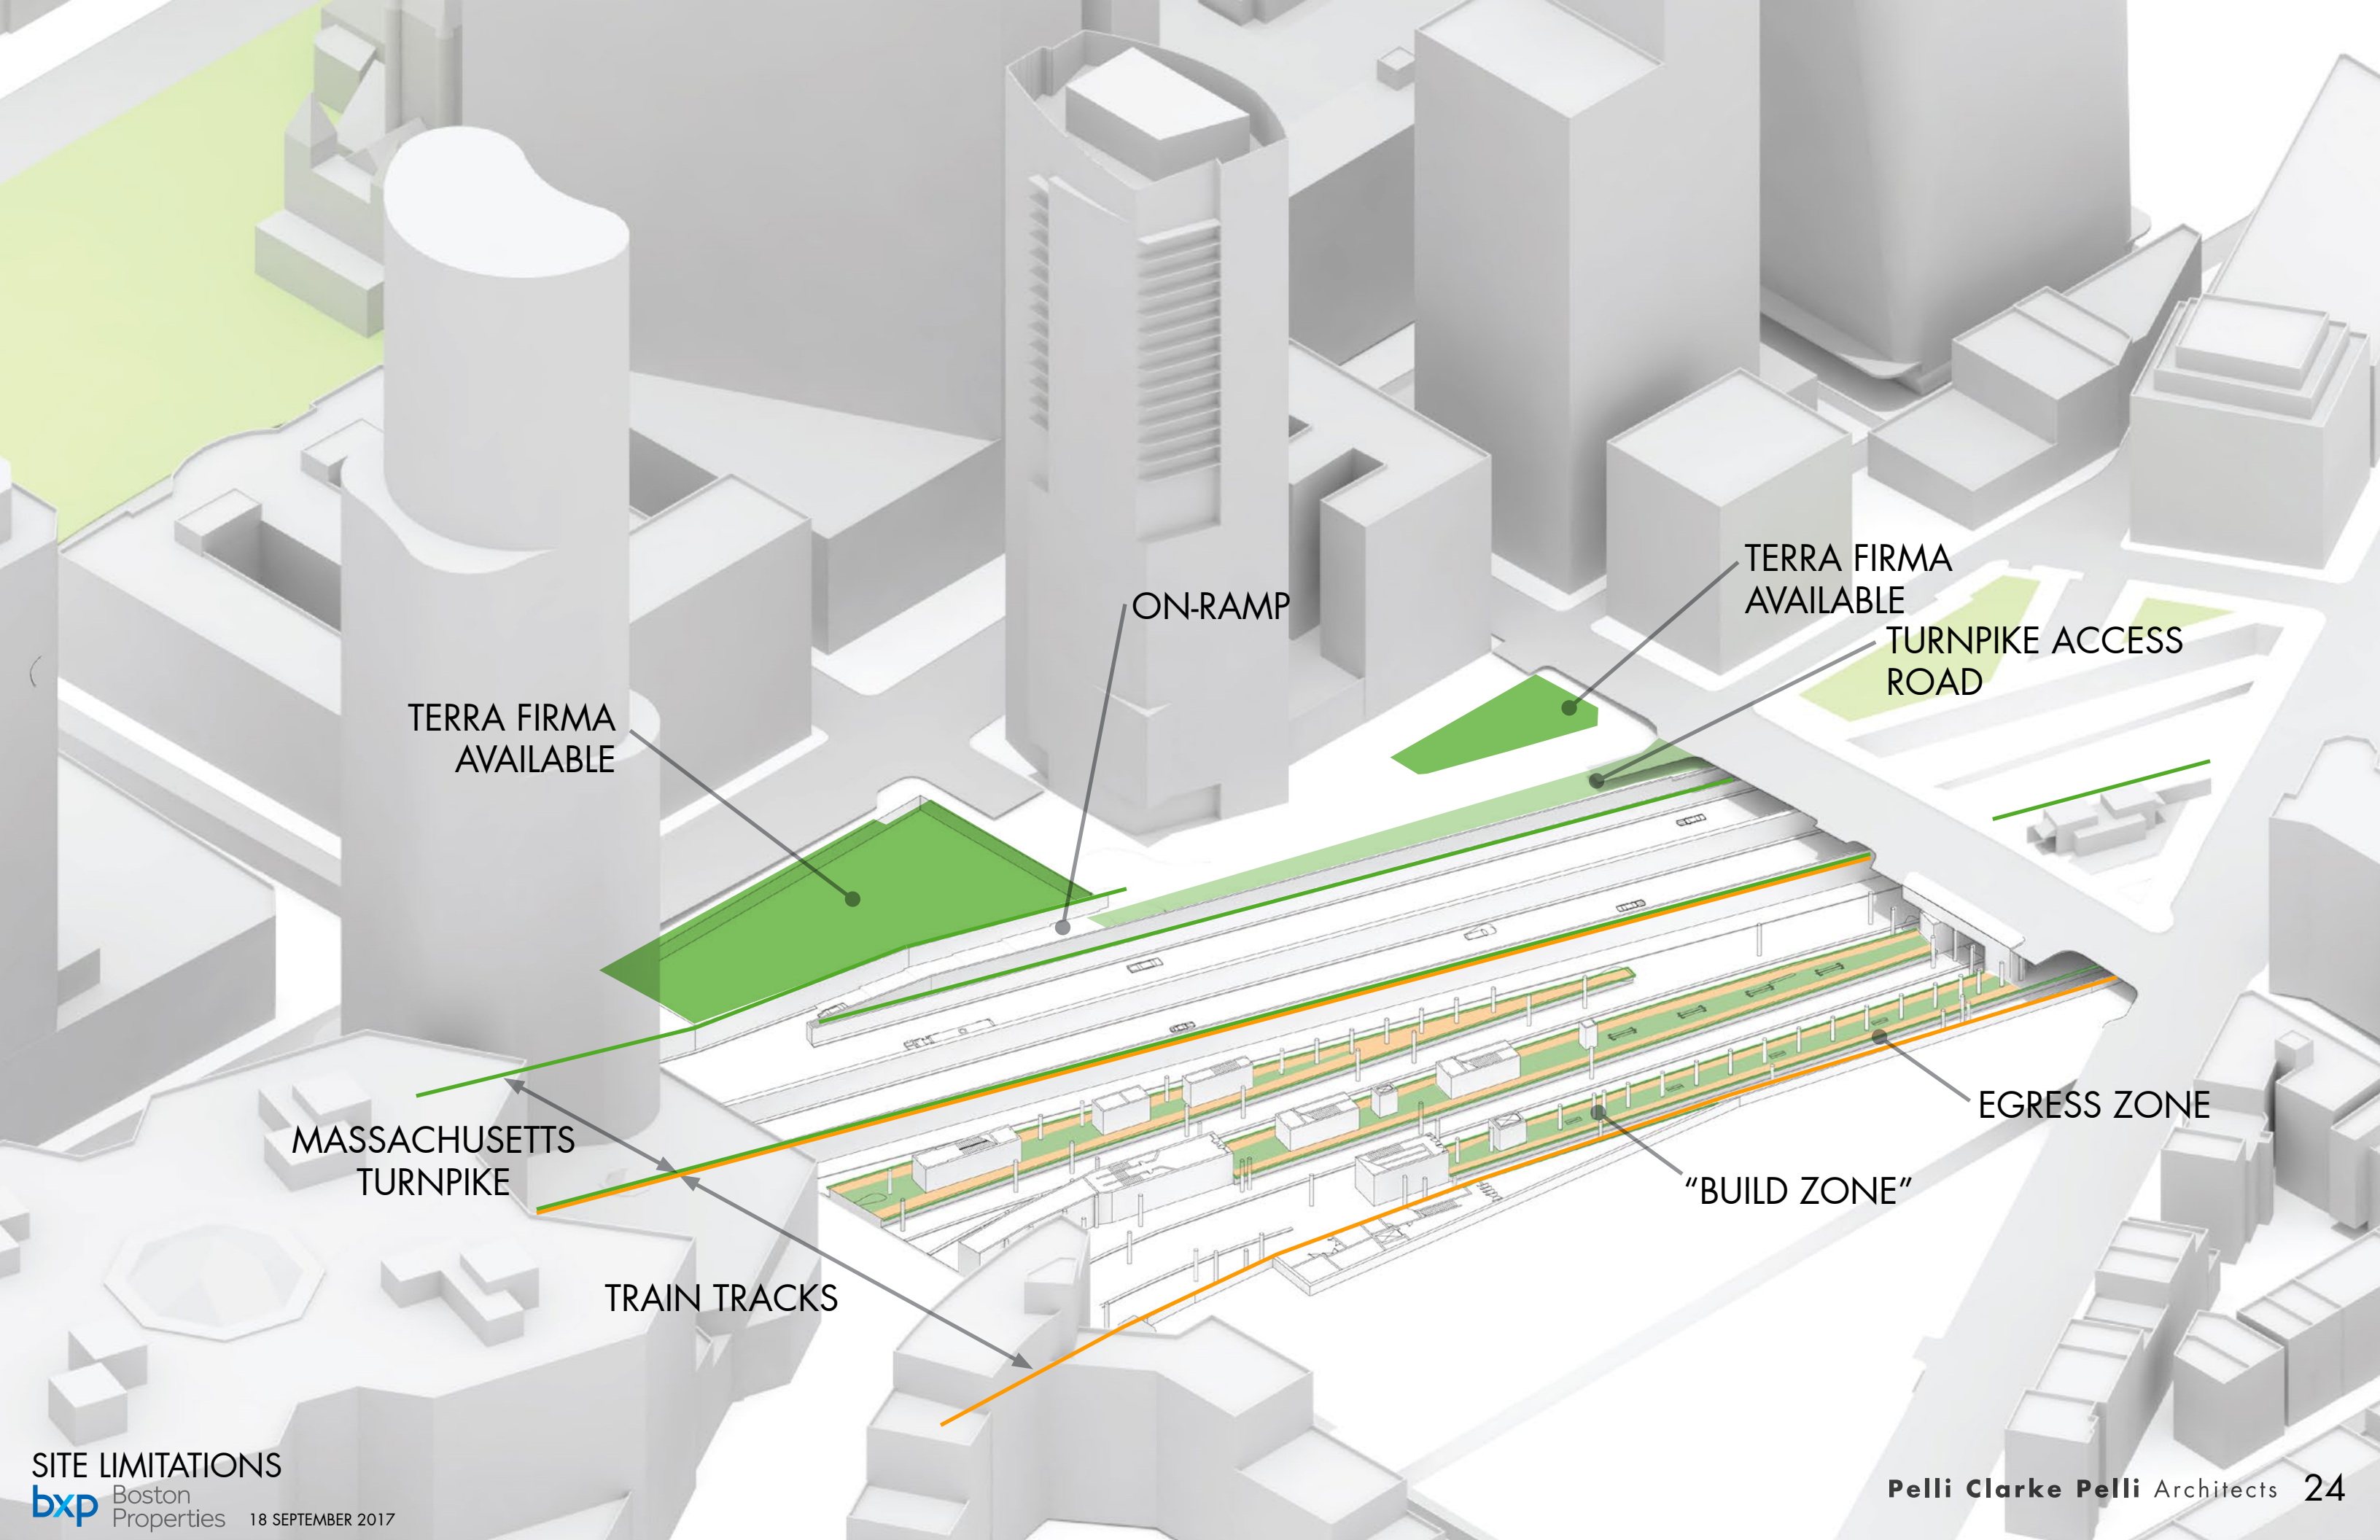 TERRA FIRMA
AVAILABLE
ON-RAMP
TURNPIKE ACCESS
ROAD
TERRA FIRMA
AVAILABLE
EGRESS ZONE
MASSACHUSETTS
TURNPIKE
“BUILD ZONE”
TRAIN TRACKS
SITE LIMITATIONS
bxp Boston
Properties
18 SEPTEMBER 2017
Pelli Clarke Pelli Architects 24